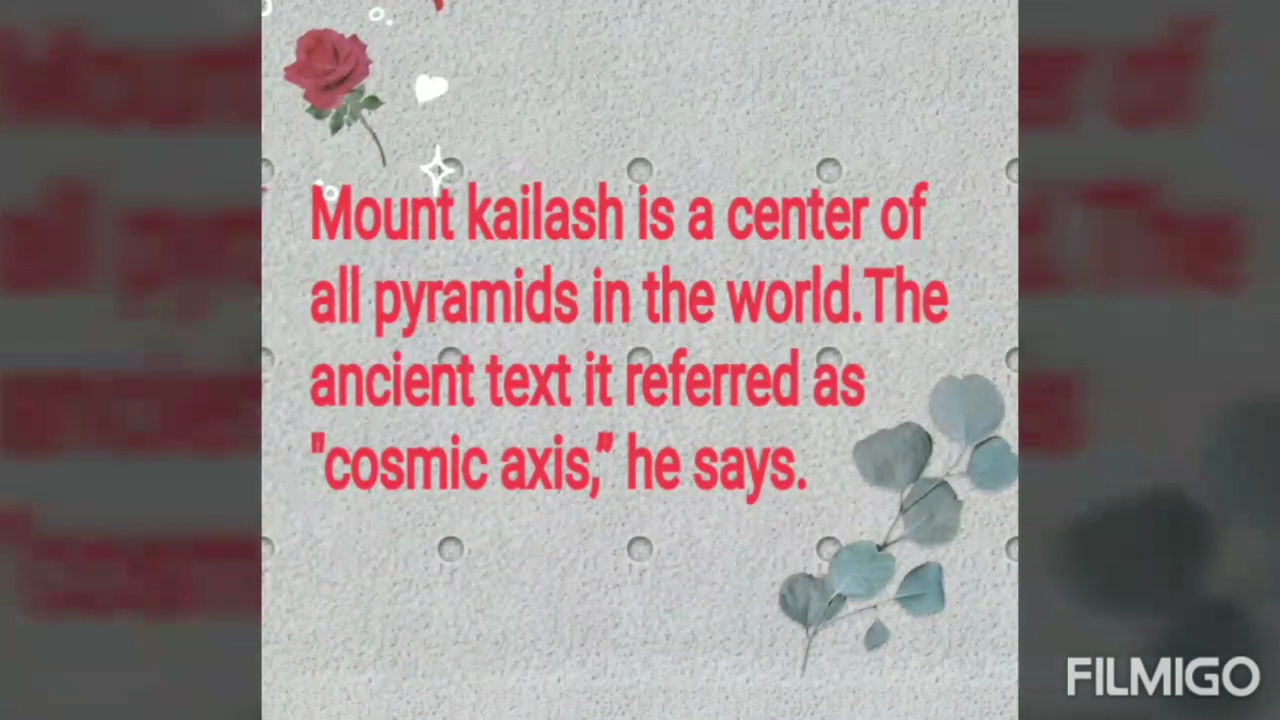 Mount kailash is a center of
all pyramids in the world.The
ancient text it referred as
"cosmic axis,” he says.
FILMIGO